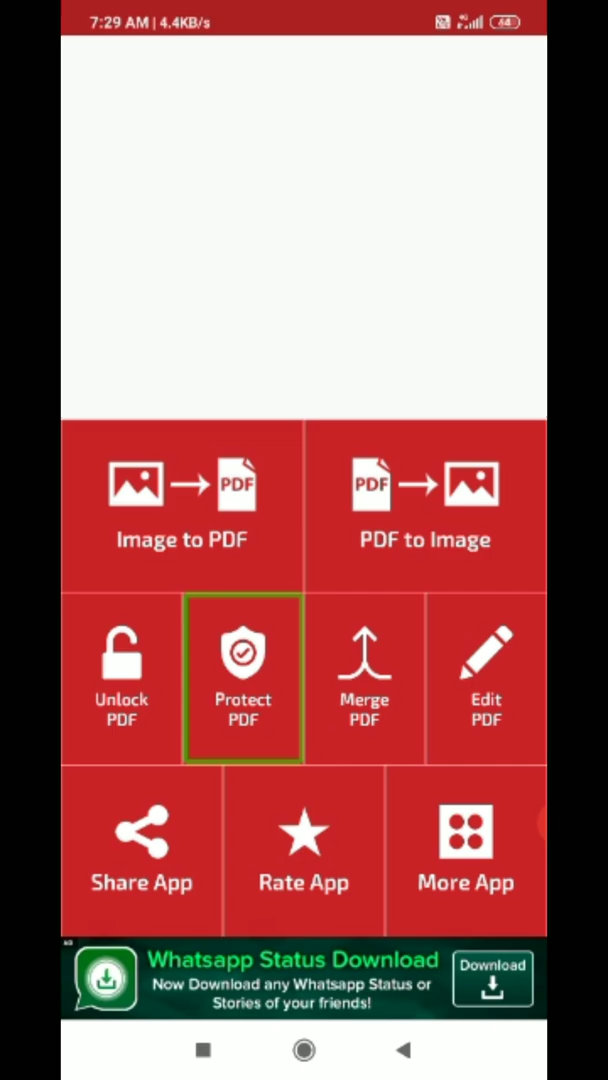 7:29 AM | 4.4KB/s
4G
64
PDF
PDF
Image to PDF
PDF to Image
Unlock
PDF
Protect
PDF
Merge
PDF
Edit
PDF
Share App
Rate App
More App
Whatsapp Status Download
Now Download any Whatsapp Status or
Stories of your friends!
Download